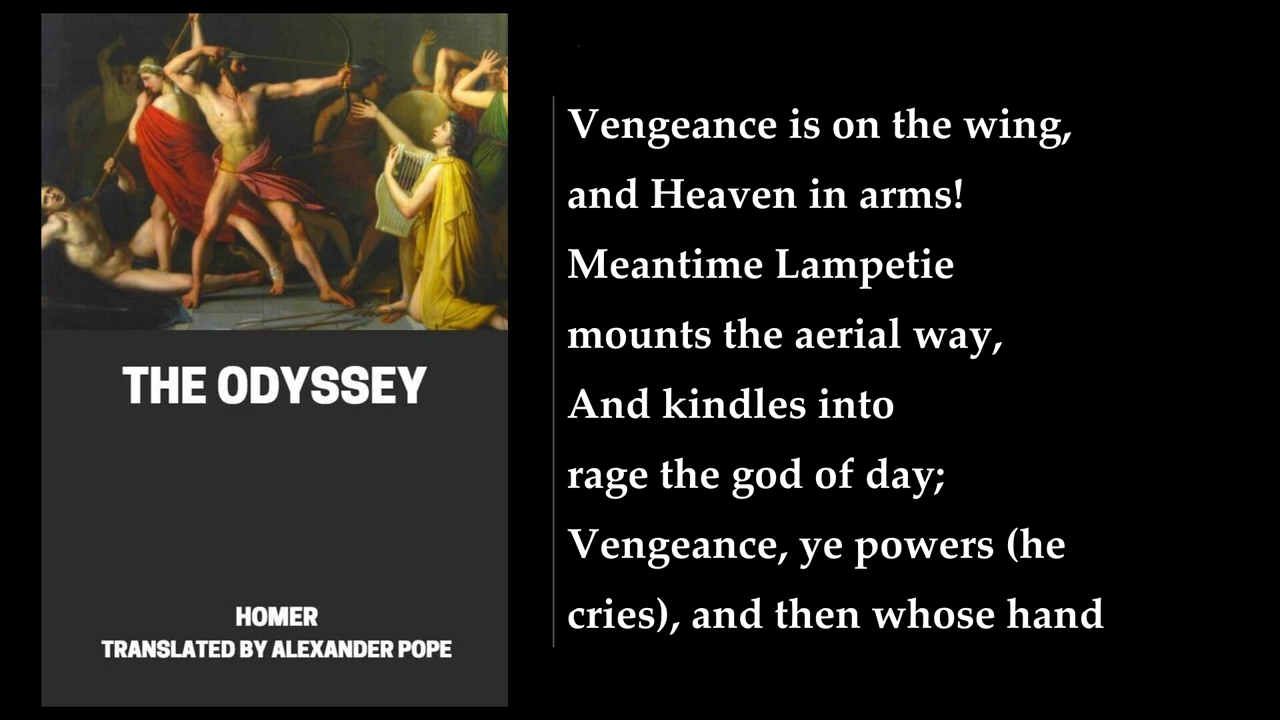 THE ODYSSEY
HOMER
TRANSLATED BY ALEXANDER POPE
Vengeance is on the wing,
and Heaven in arms!
Meantime Lampetie
mounts the aerial way,
And kindles into
rage the god of day;
Vengeance, ye powers (he
cries), and then whose hand